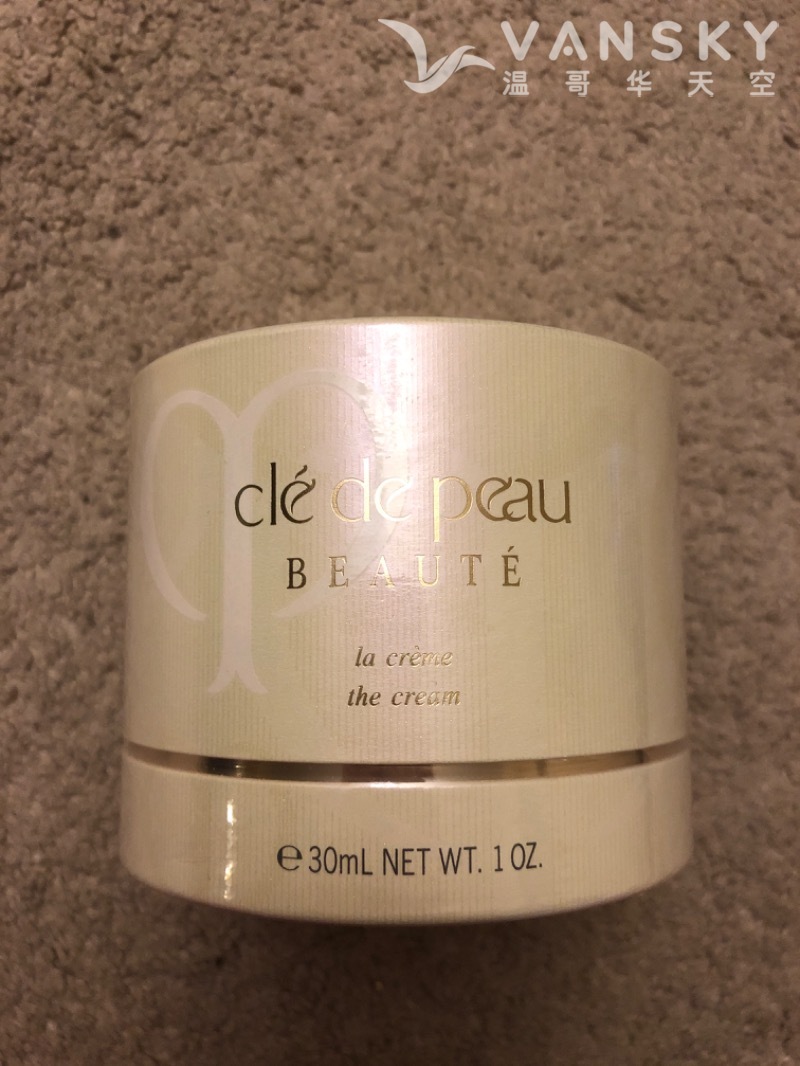 VANSKY
温哥华天空
clé de peau
BEAUTÉ
la crème
the cream
℮30mL NET WT. 1 OZ.